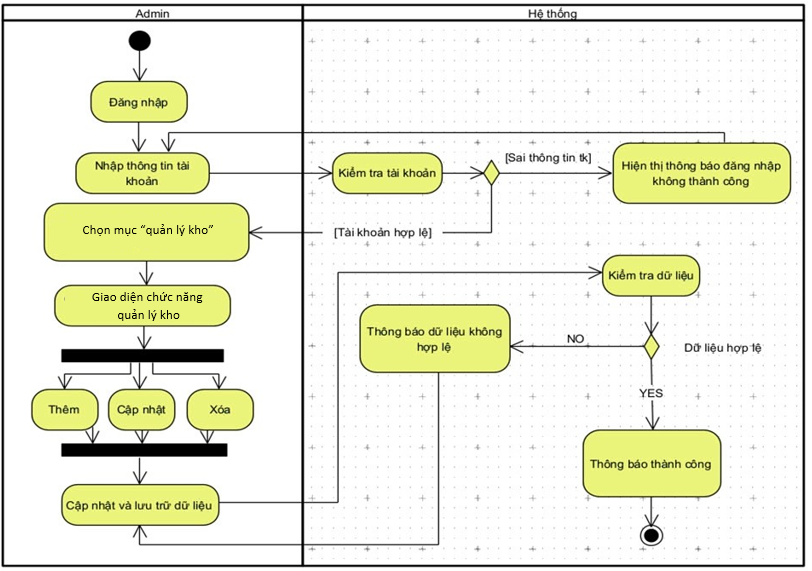 Admin
Hệ thống
Đăng nhập
Nhập thông tin tài
khoản
Kiểm tra tài khoản
[Sai thông tin tk]
Hiện thị thông báo đăng nhập
không thành công
Chọn mục “quản lý kho”
[Tài khoản hợp lệ]
Giao diện chức năng
quản lý kho
Kiểm tra dữ liệu
Thông báo dữ liệu không
hợp lệ
NO
Dữ liệu hợp lệ
YES
Thêm
Cập nhật
Xóa
Thông báo thành công
Cập nhật và lưu trữ dữ liệu